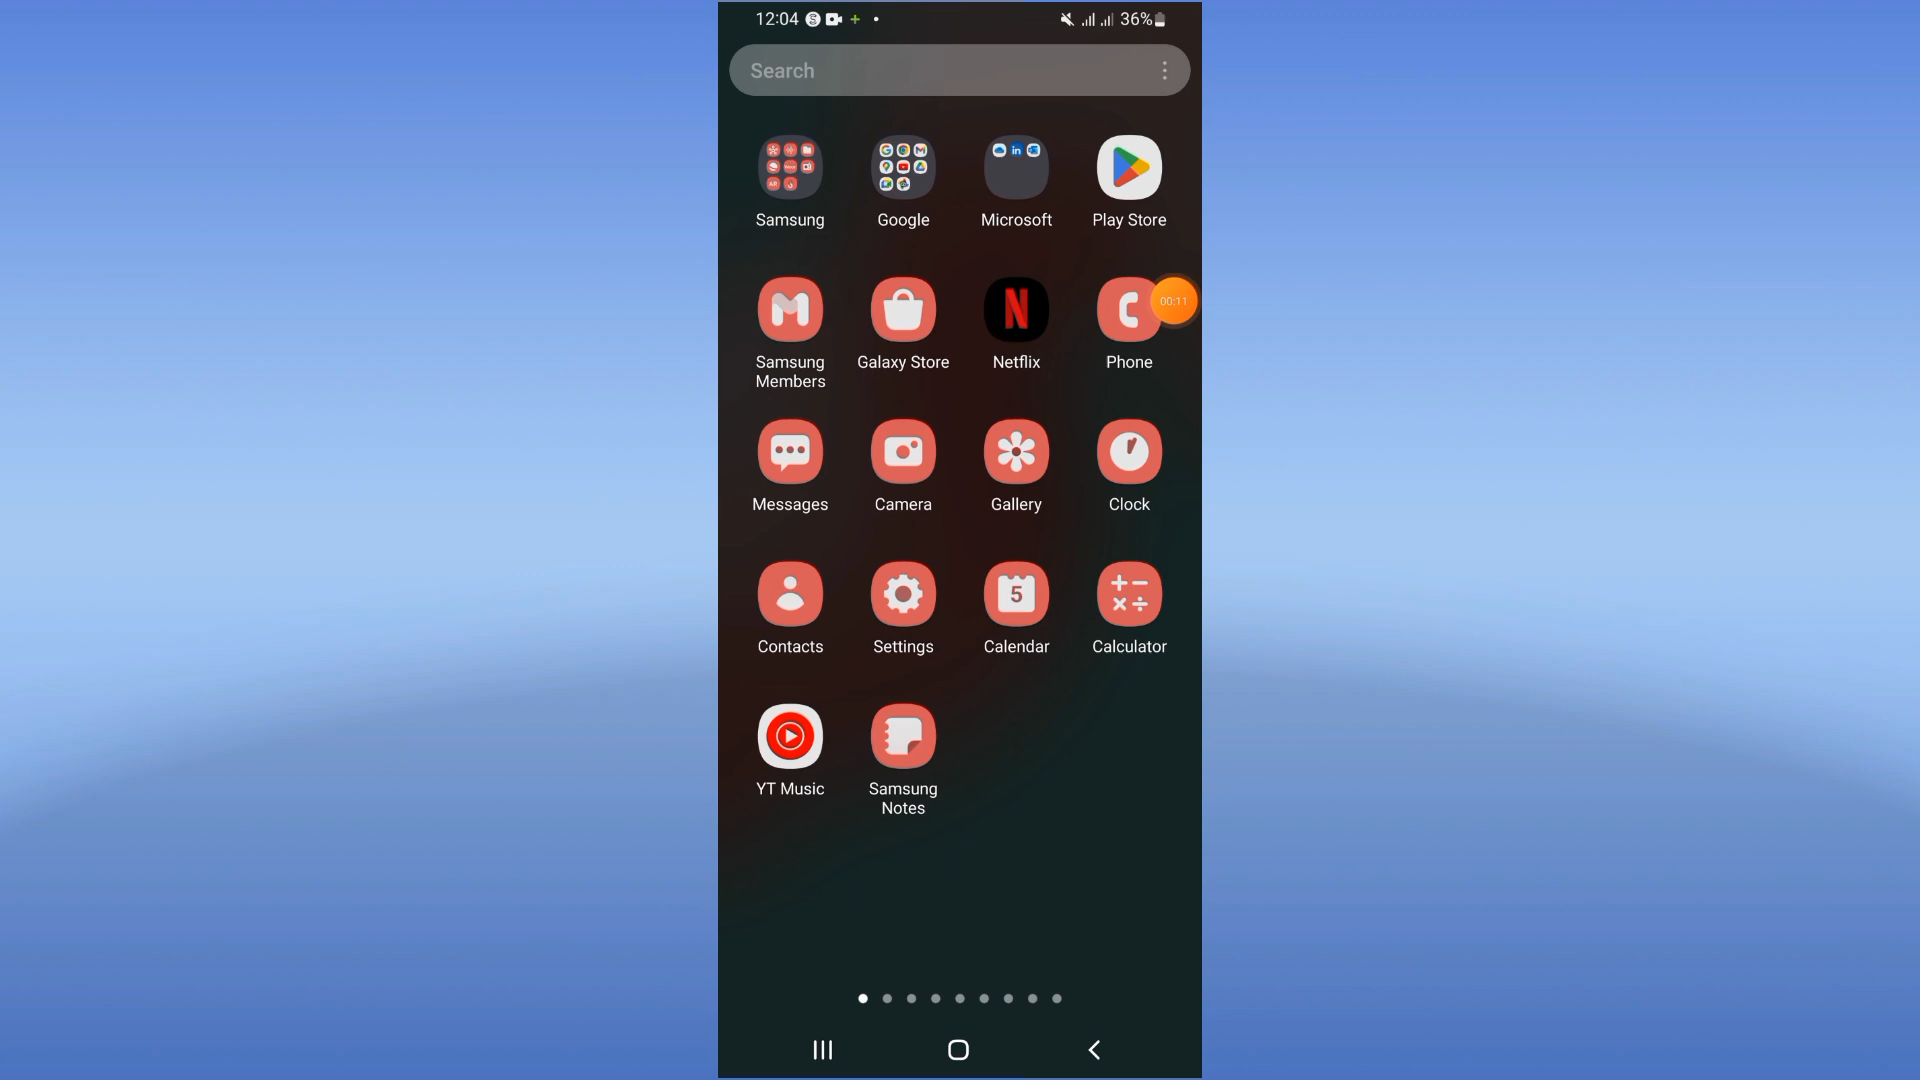 12:04
36%
Search
Samsung
Google
Microsoft
Play Store
00:11
Samsung
Members
Galaxy Store
Netflix
Phone
Messages
Camera
Gallery
Clock
5
Contacts
Settings
Calendar
Calculator
YT Music
Samsung
Notes